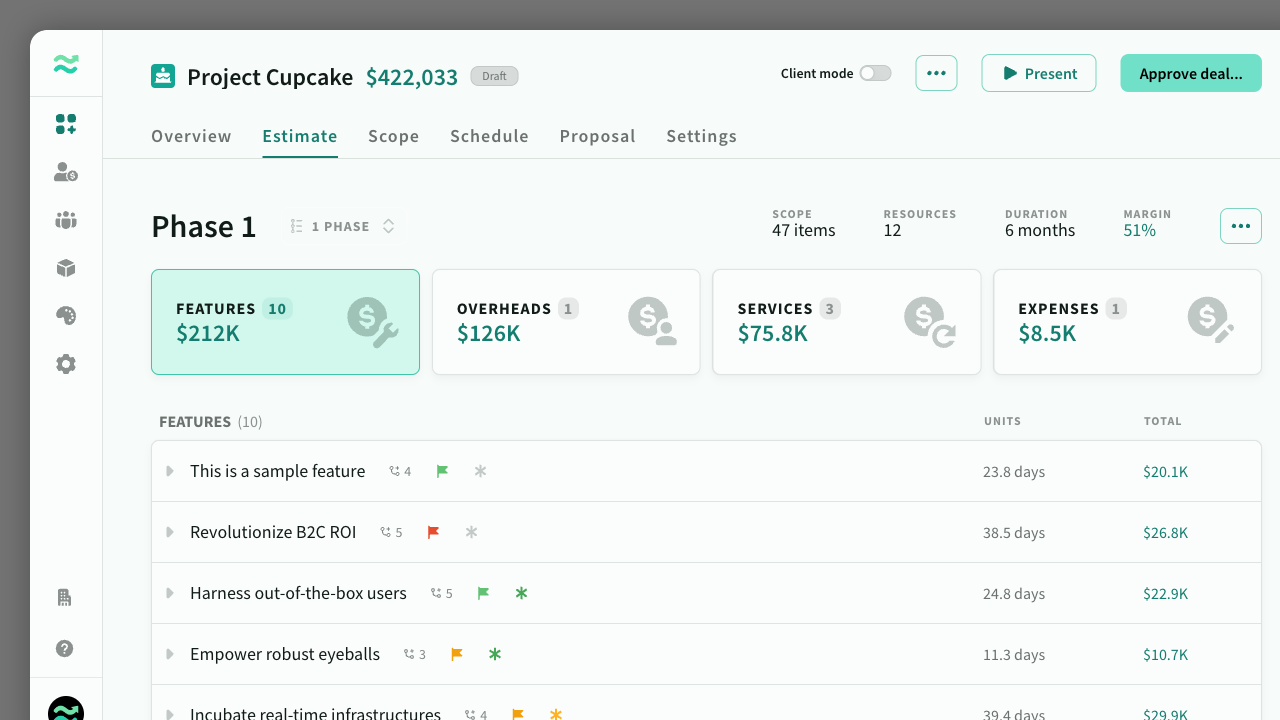 Project Cupcake $422,033 Draft
Client mode
Present
Approve deal...
Overview Estimate Scope Schedule Proposal Settings
Phase 1
1 PHASE
SCOPE
47 items
RESOURCES
12
DURATION
6 months
MARGIN
51%
FEATURES 10
$212K
OVERHEADS 1
$126K
SERVICES 3
$75.8K
EXPENSES 1
$8.5K
FEATURES (10) UNITS TOTAL
This is a sample feature 4 23.8 days $20.1K
Revolutionize B2C ROI 5 38.5 days $26.8K
Harness out-of-the-box users 5 24.8 days $22.9K
Empower robust eyeballs 3 11.3 days $10.7K
Incubate real-time infrastructures 4 39.4 days $29.9K